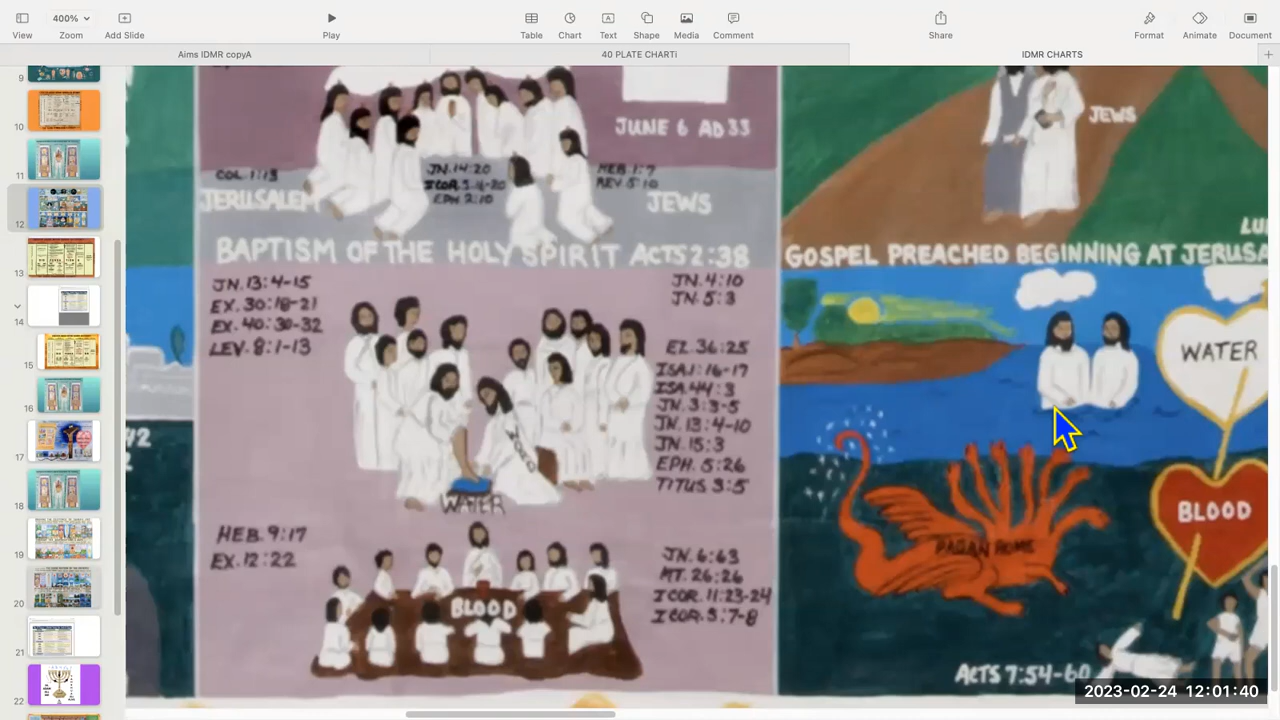 400%
View
Zoom
Add Slide
Play
Table
Chart
Text
Shape
Media
Comment
Share
Format
Animate
Document
Aims IDMR copyA
40 PLATE CHARTi
IDMR CHARTS
9
10
11
12
13
14
15
16
17
18
19
20
21
22
JUNE 6 AD 33
COL. 1:13
JN. 14:20
EPH 2:10
HEB 1:7
REV 5:10
JERUSALEM
JEWS
BAPTISM OF THE HOLY SPIRIT ACTS 2:38
JN. 13:4-15
EX. 30:18-21
EX. 40:30-32
LEV. 8:1-13
JN. 4:10
JN. 5:3
EZ. 36:25
ISA.1:16-17
ISA.44:3
JN. 3:3-5
JN. 13:4-10
JN. 15:3
EPH. 5:26
TITUS 3:5
WORD
WATER
HEB. 9:17
EX. 12:22
JN. 6:63
MT. 26:26
I COR. 11:23-24
I COR. 5:7-8
BLOOD
JEWS
GOSPEL PREACHED BEGINNING AT JERUSA
WATER
BLOOD
PAGAN ROME
ACTS 7:54-60
2023-02-24 12:01:40